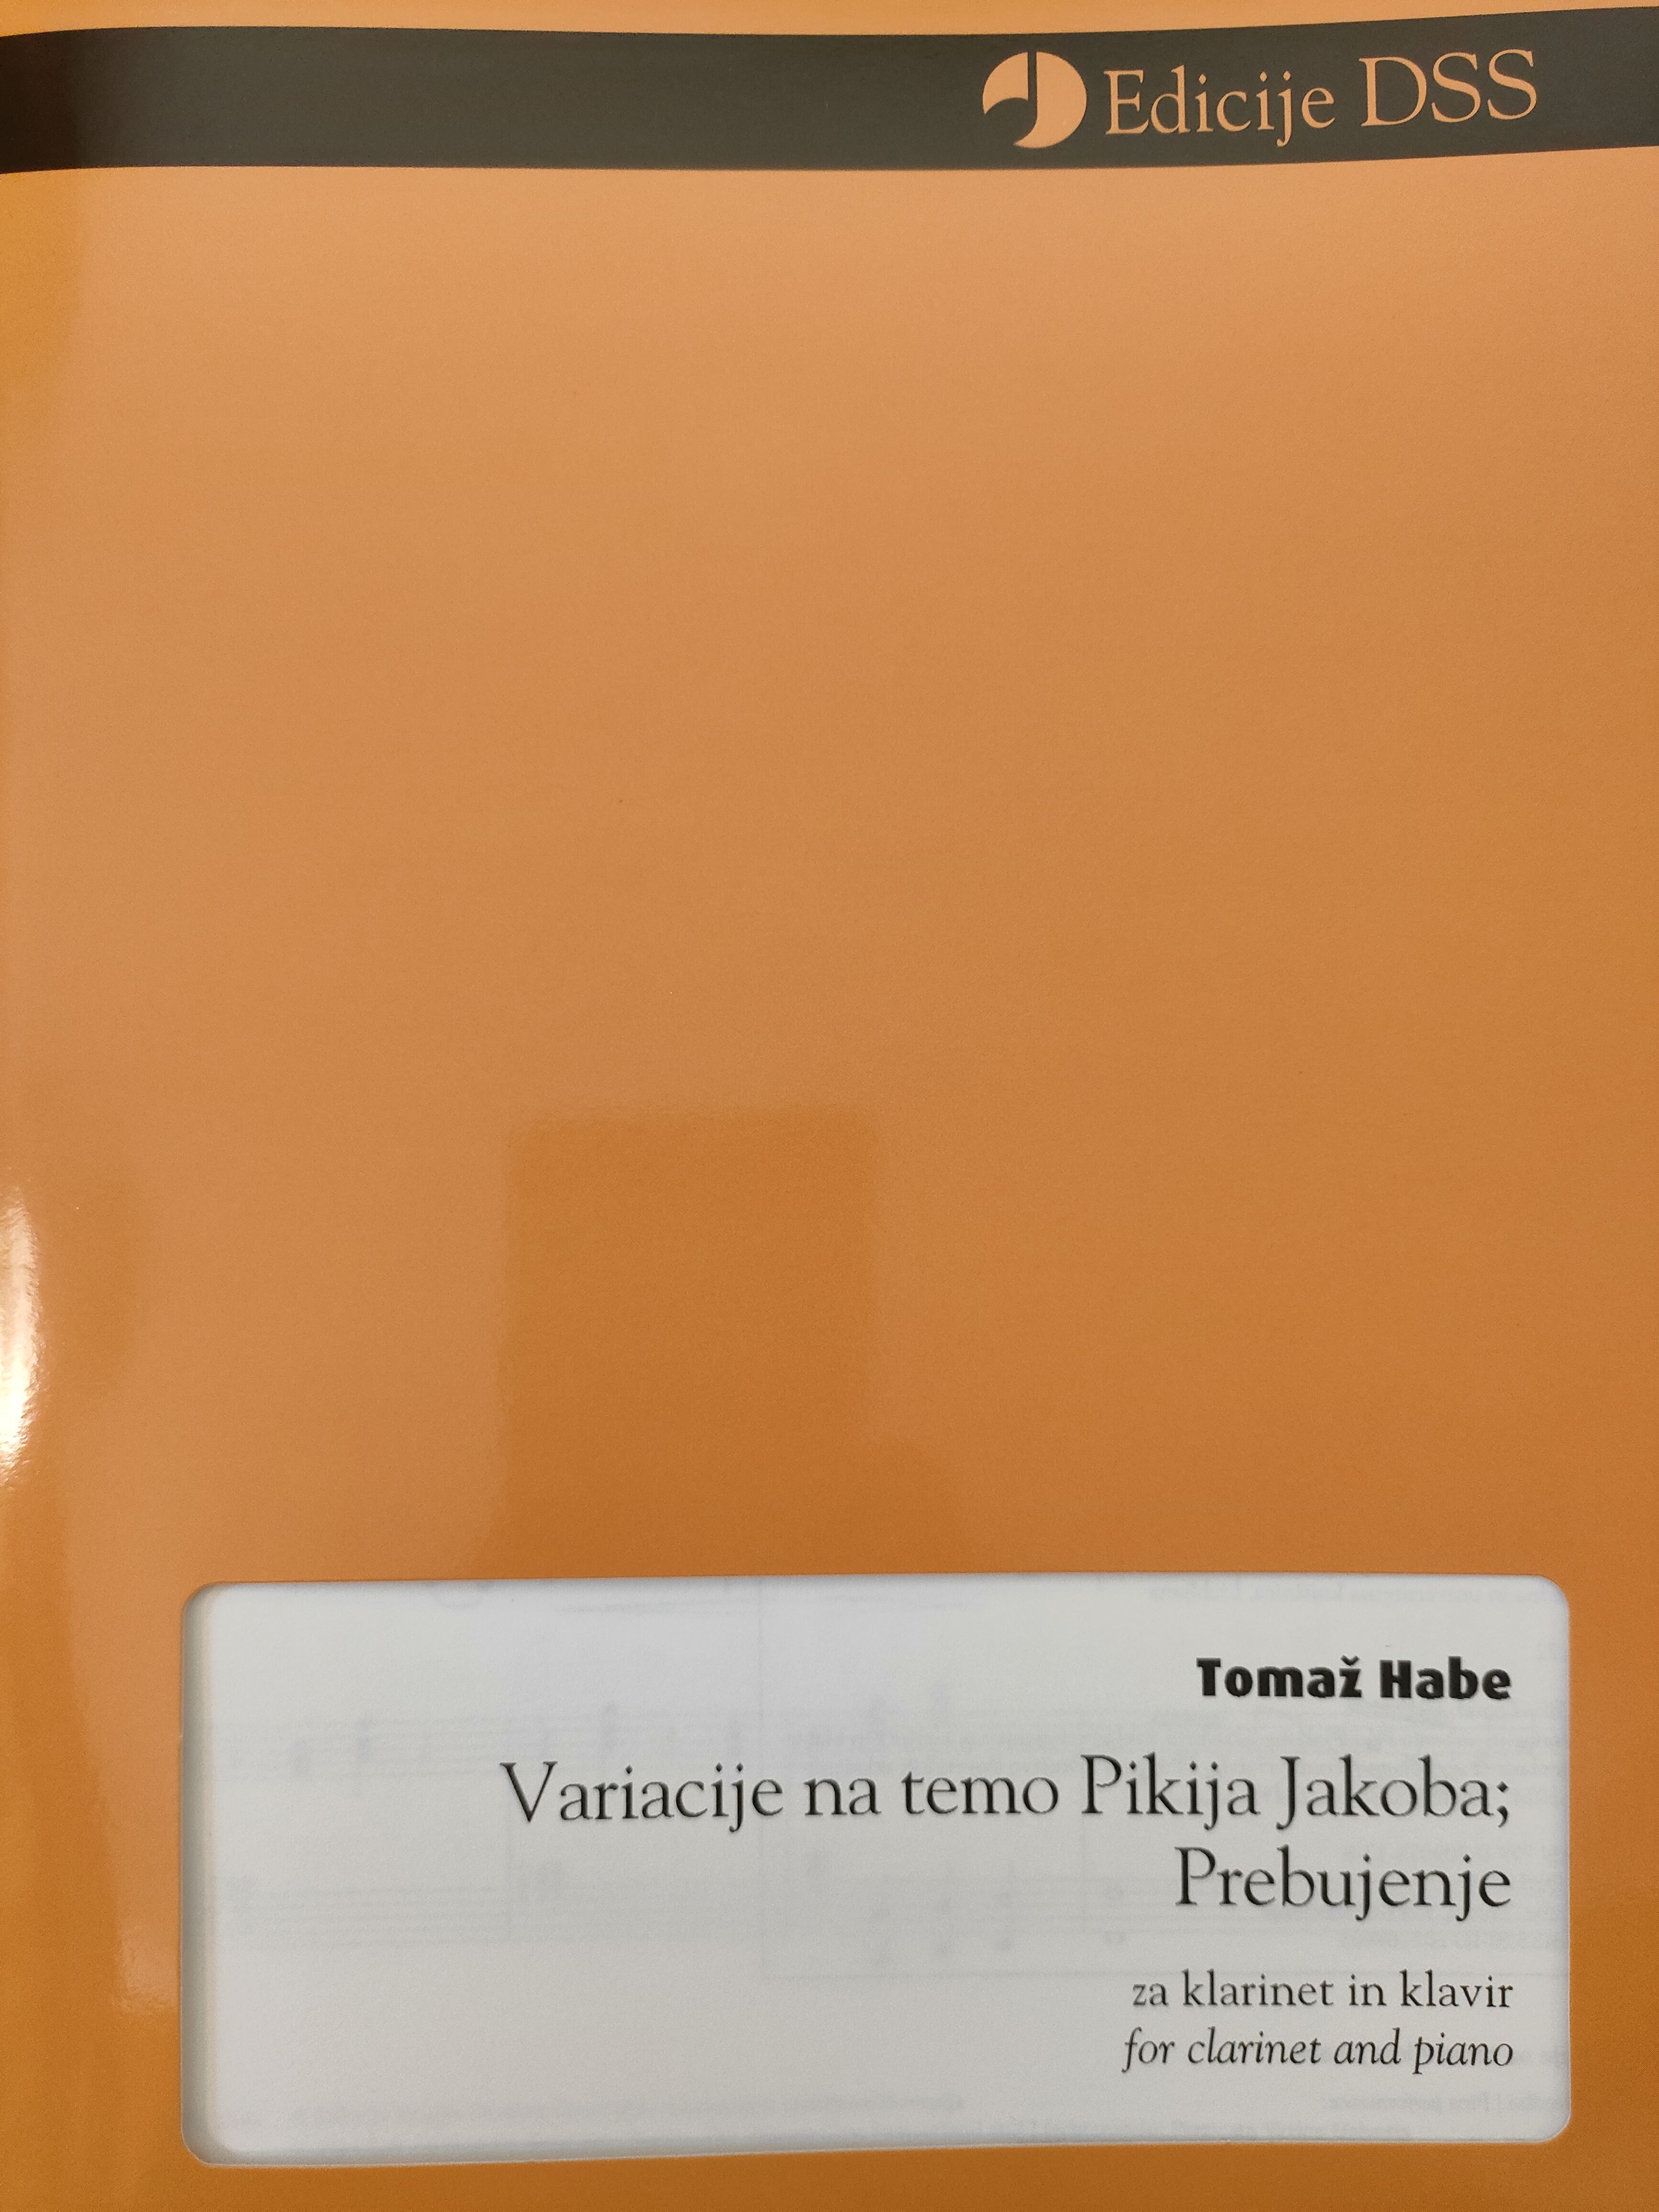 Edicije DSS
Tomaž Habe
Variacije na temo Pikija Jakoba;
Prebujenje
za klarinet in klavir
for clarinet and piano